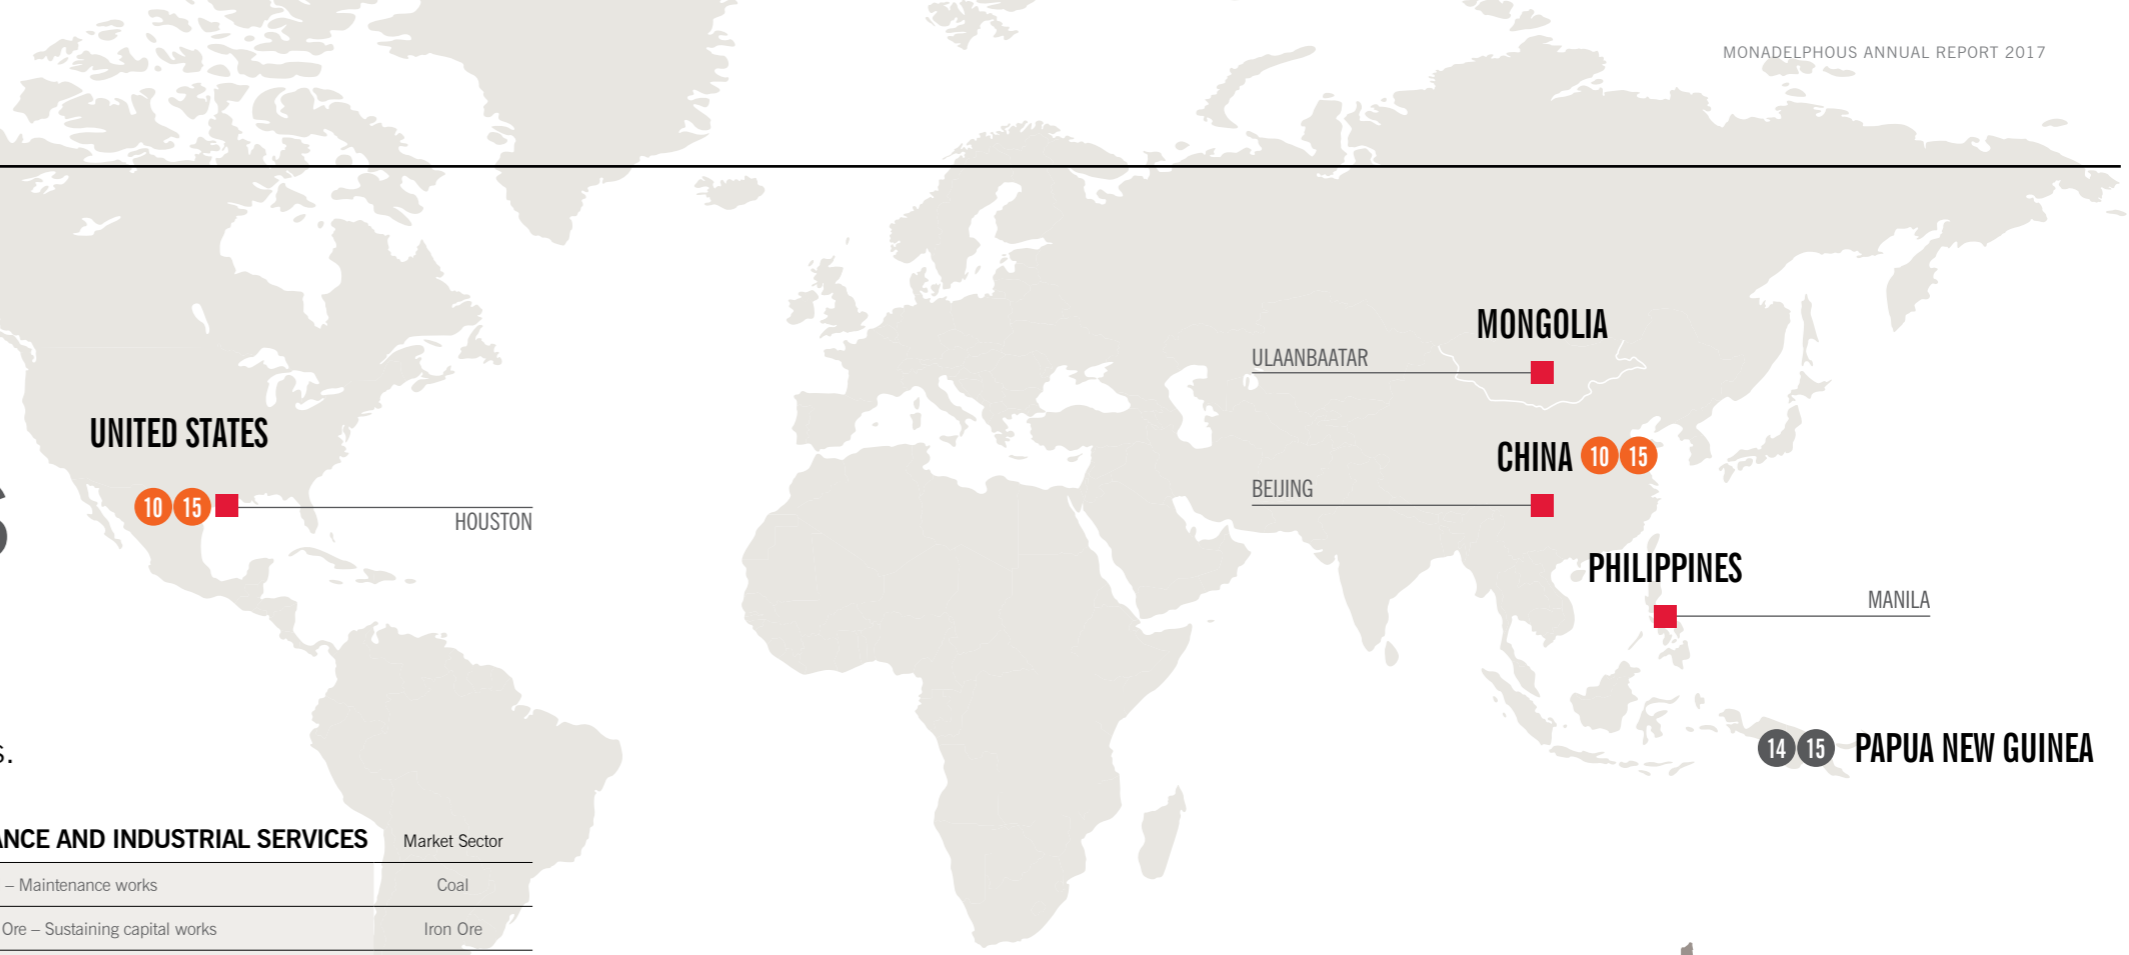 MONADELPHOUS ANNUAL REPORT 2017
MONGOLIA
ULAANBAATAR
UNITED STATES
CHINA 10 15
BEIJING
10 15
HOUSTON
PHILIPPINES
MANILA
14 15 PAPUA NEW GUINEA
S
s.
ANCE AND INDUSTRIAL SERVICES Market Sector
– Maintenance works Coal
Ore – Sustaining capital works Iron Ore